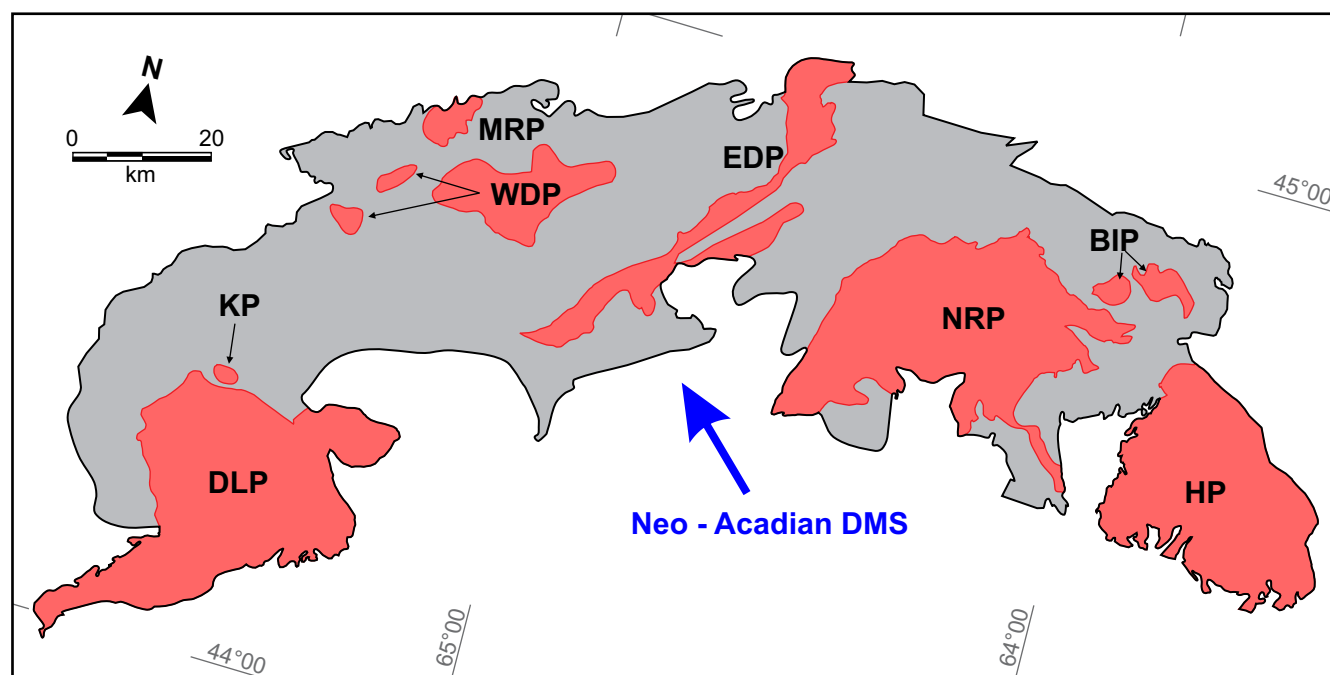 N
0 20
km
MRP
EDP
WDP
45°00
BIP
KP
NRP
DLP
HP
Neo - Acadian DMS
44°00
65°00
64°00